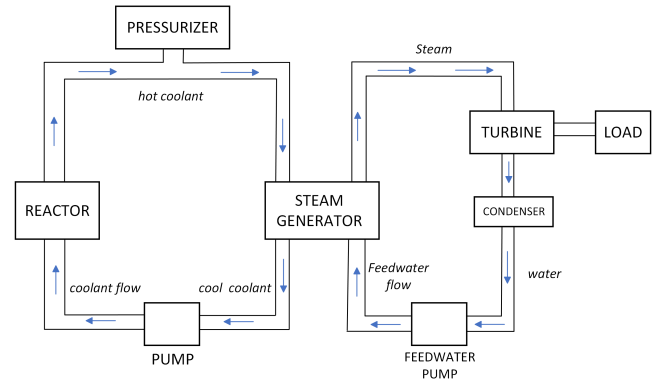 PRESSURIZER
Steam
hot coolant
TURBINE
LOAD
REACTOR
STEAM
GENERATOR
CONDENSER
coolant flow
cool coolant
Feedwater
flow
water
PUMP
FEEDWATER
PUMP